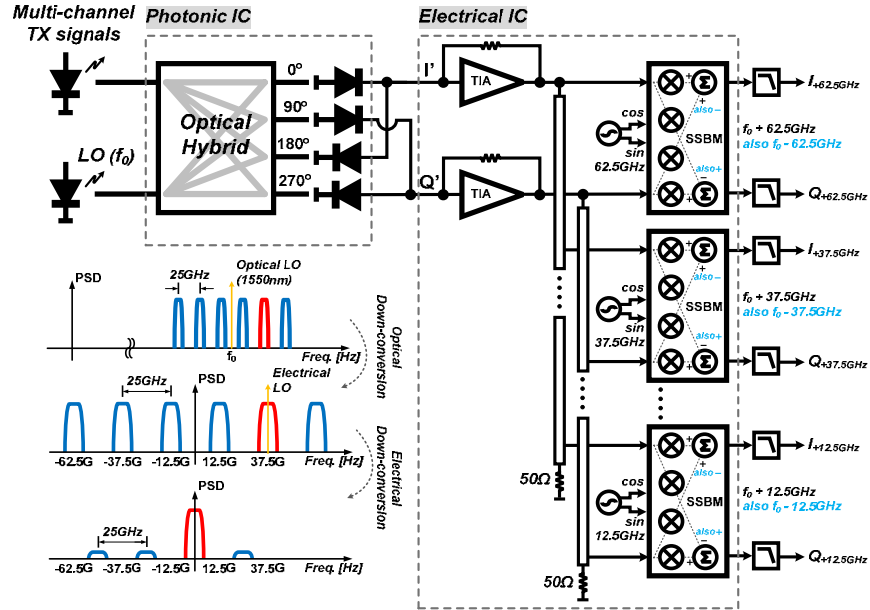 Multi-channel
TX signals
Photonic IC
Electrical IC
LO (f₀)
Optical
Hybrid
0º
90º
180º
270º
I'
Q'
TIA
TIA
cos
sin
62.5GHz
SSBM
Σ
+
+
also −
also+
−
+
Σ
f₀ + 62.5GHz
also f₀ - 62.5GHz
I+62.5GHz
Q+62.5GHz
cos
sin
37.5GHz
SSBM
Σ
+
+
also −
also+
−
+
Σ
f₀ + 37.5GHz
also f₀ - 37.5GHz
I+37.5GHz
Q+37.5GHz
cos
sin
12.5GHz
SSBM
Σ
+
+
also −
also+
−
+
Σ
f₀ + 12.5GHz
also f₀ - 12.5GHz
I+12.5GHz
Q+12.5GHz
50Ω
50Ω
PSD
25GHz
Optical LO
(1550nm)
f₀
Freq. [Hz]
Optical
Down-conversion
25GHz
PSD
Electrical
LO
-62.5G -37.5G -12.5G 12.5G 37.5G Freq. [Hz]
Electrical
Down-conversion
PSD
25GHz
-62.5G -37.5G -12.5G 12.5G 37.5G Freq. [Hz]